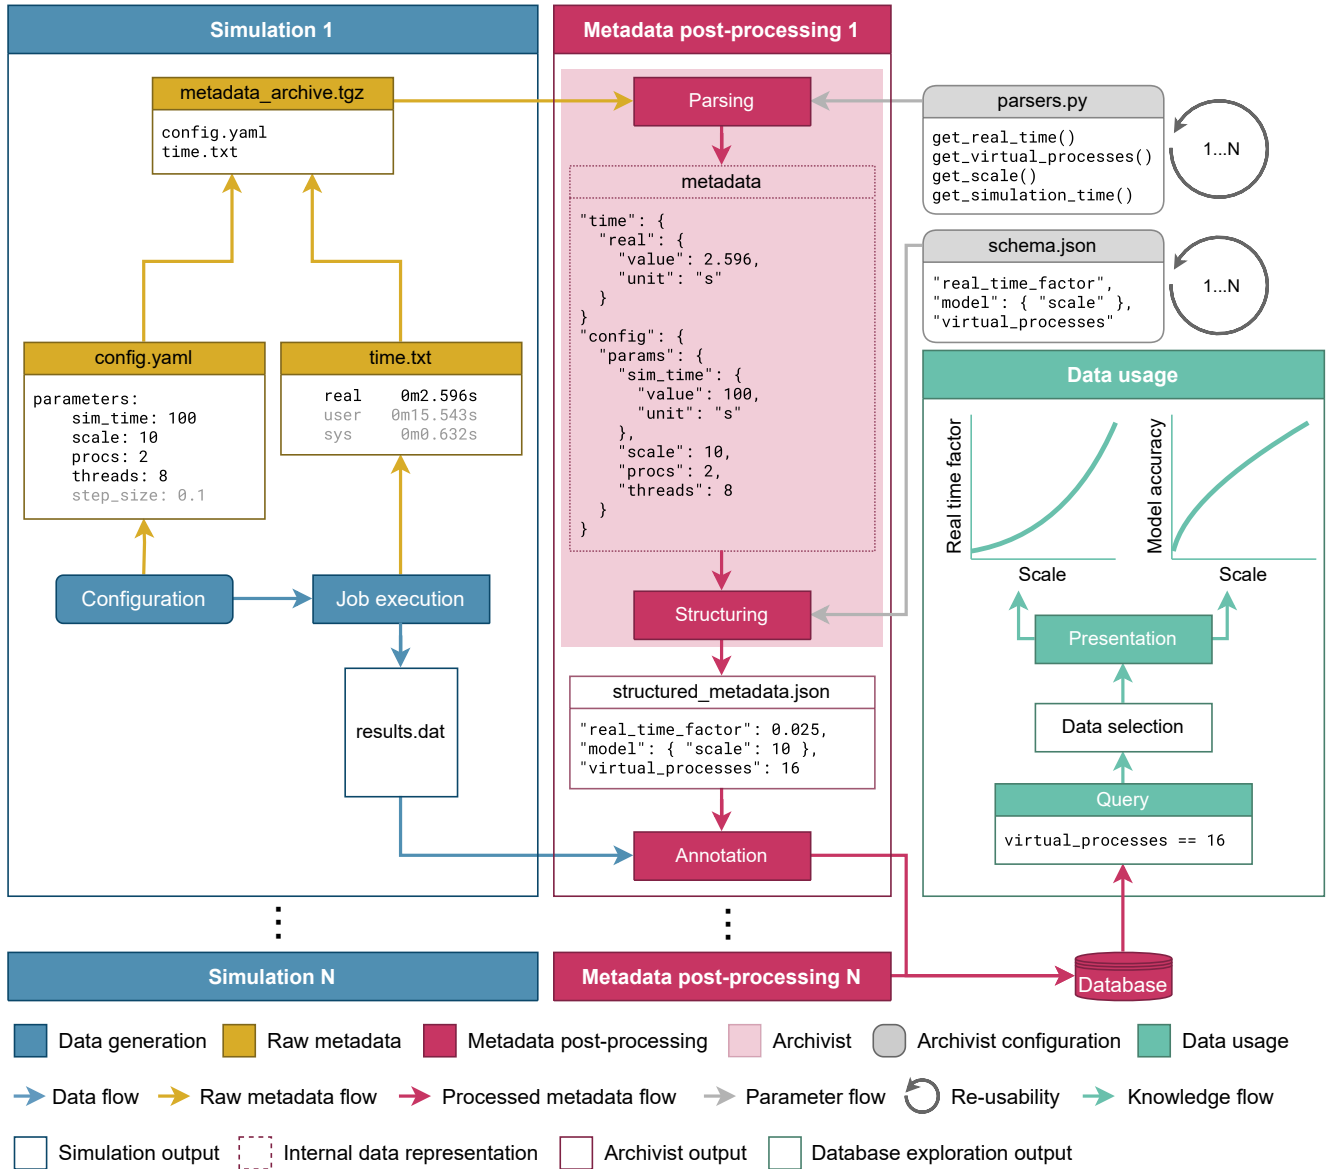 Simulation 1
metadata_archive.tgz
config.yaml
time.txt
config.yaml
parameters:
sim_time: 100
scale: 10
procs: 2
threads: 8
step_size: 0.1
time.txt
real 0m2.596s
user 0m15.543s
sys 0m0.632s
Configuration
Job execution
results.dat
Simulation N
Metadata post-processing 1
Parsing
metadata
"time": {
"real": {
"value": 2.596,
"unit": "s"
}
}
"config": {
"params": {
"sim_time": {
"value": 100,
"unit": "s"
},
"scale": 10,
"procs": 2,
"threads": 8
}
}
Structuring
structured_metadata.json
"real_time_factor": 0.025,
"model": { "scale": 10 },
"virtual_processes": 16
Annotation
Metadata post-processing N
parsers.py
get_real_time()
get_virtual_processes()
get_scale()
get_simulation_time()
1...N
schema.json
"real_time_factor",
"model": { "scale" },
"virtual_processes"
1...N
Data usage
Real time factor
Scale
Model accuracy
Scale
Presentation
Data selection
Query
virtual_processes == 16
Database
Data generation
Raw metadata
Metadata post-processing
Archivist
Archivist configuration
Data usage
Data flow
Raw metadata flow
Processed metadata flow
Parameter flow
Re-usability
Knowledge flow
Simulation output
Internal data representation
Archivist output
Database exploration output